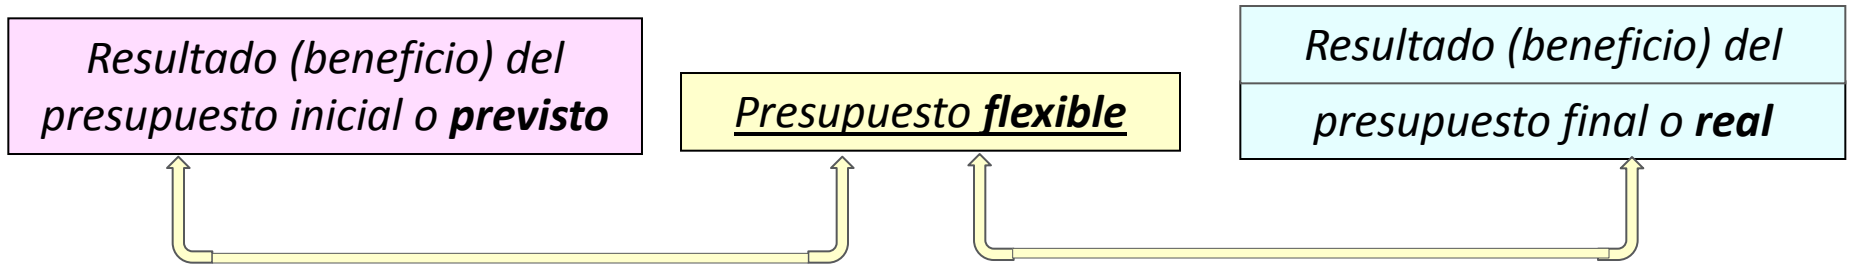 Resultado (beneficio) del
presupuesto inicial o previsto
Presupuesto flexible
Resultado (beneficio) del
presupuesto final o real